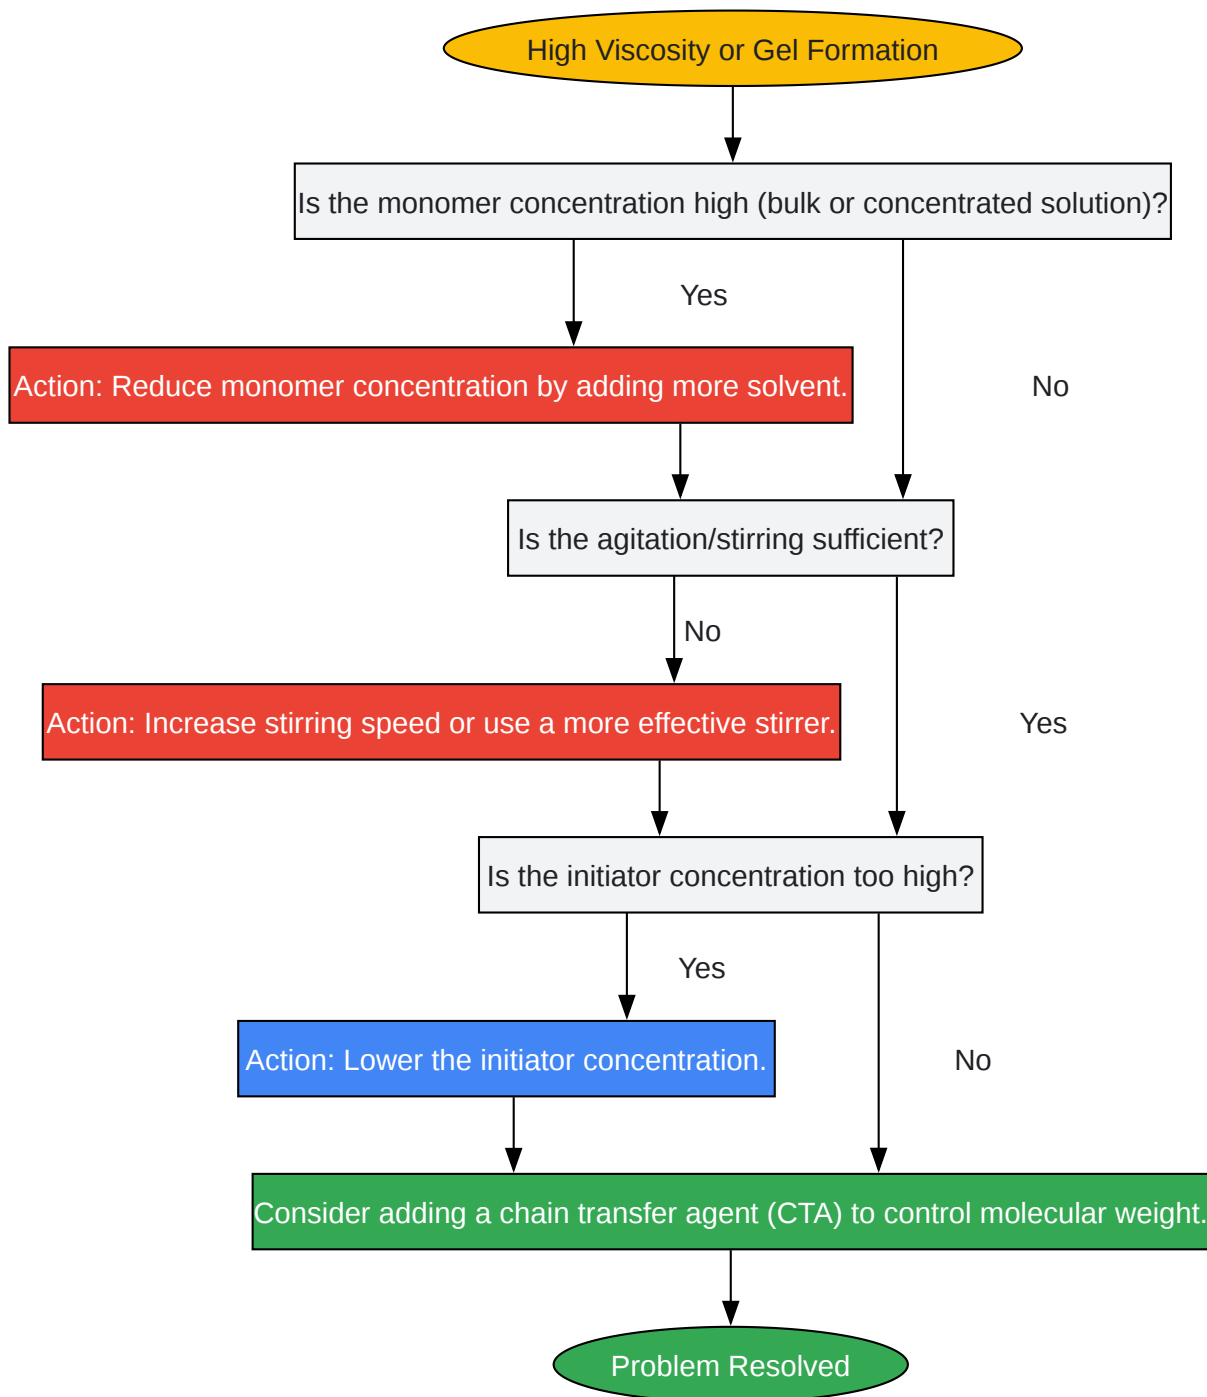 High Viscosity or Gel Formation
Is the monomer concentration high (bulk or concentrated solution)?
Yes
Action: Reduce monomer concentration by adding more solvent.
No
Is the agitation/stirring sufficient?
No
Action: Increase stirring speed or use a more effective stirrer.
Yes
Is the initiator concentration too high?
Yes
Action: Lower the initiator concentration.
No
Consider adding a chain transfer agent (CTA) to control molecular weight.
Problem Resolved